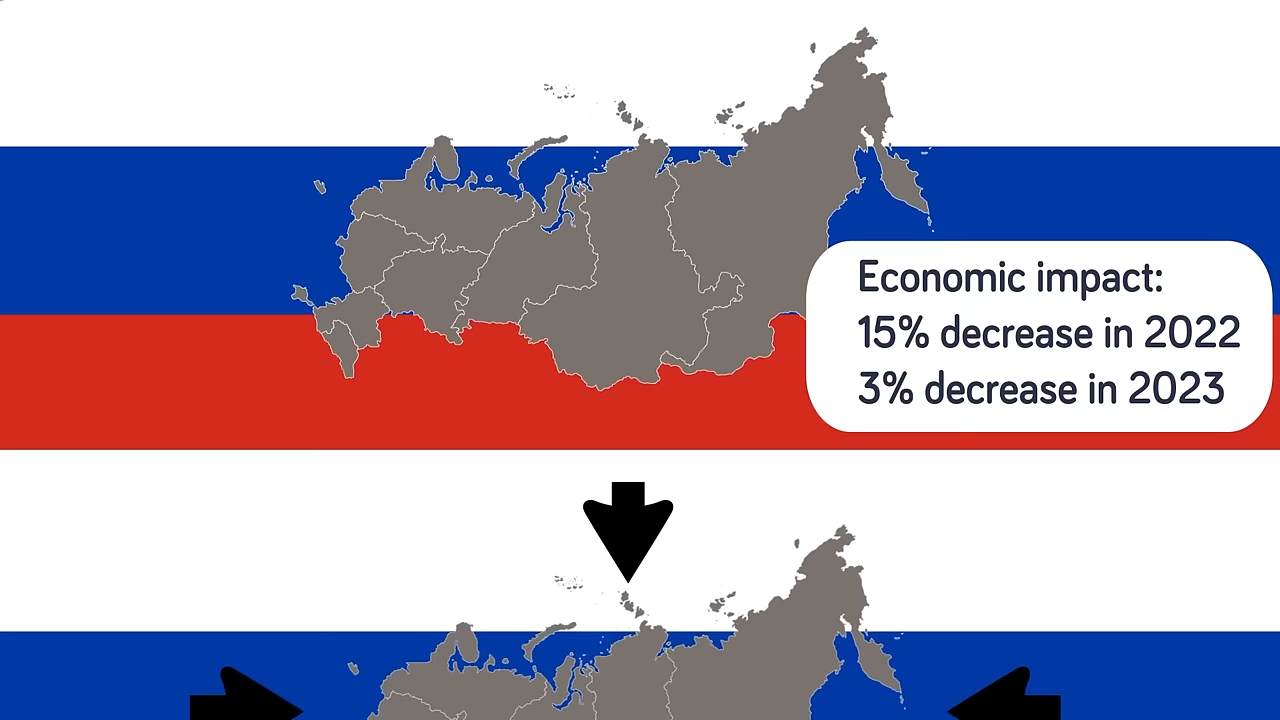 Economic impact:
15% decrease in 2022
3% decrease in 2023